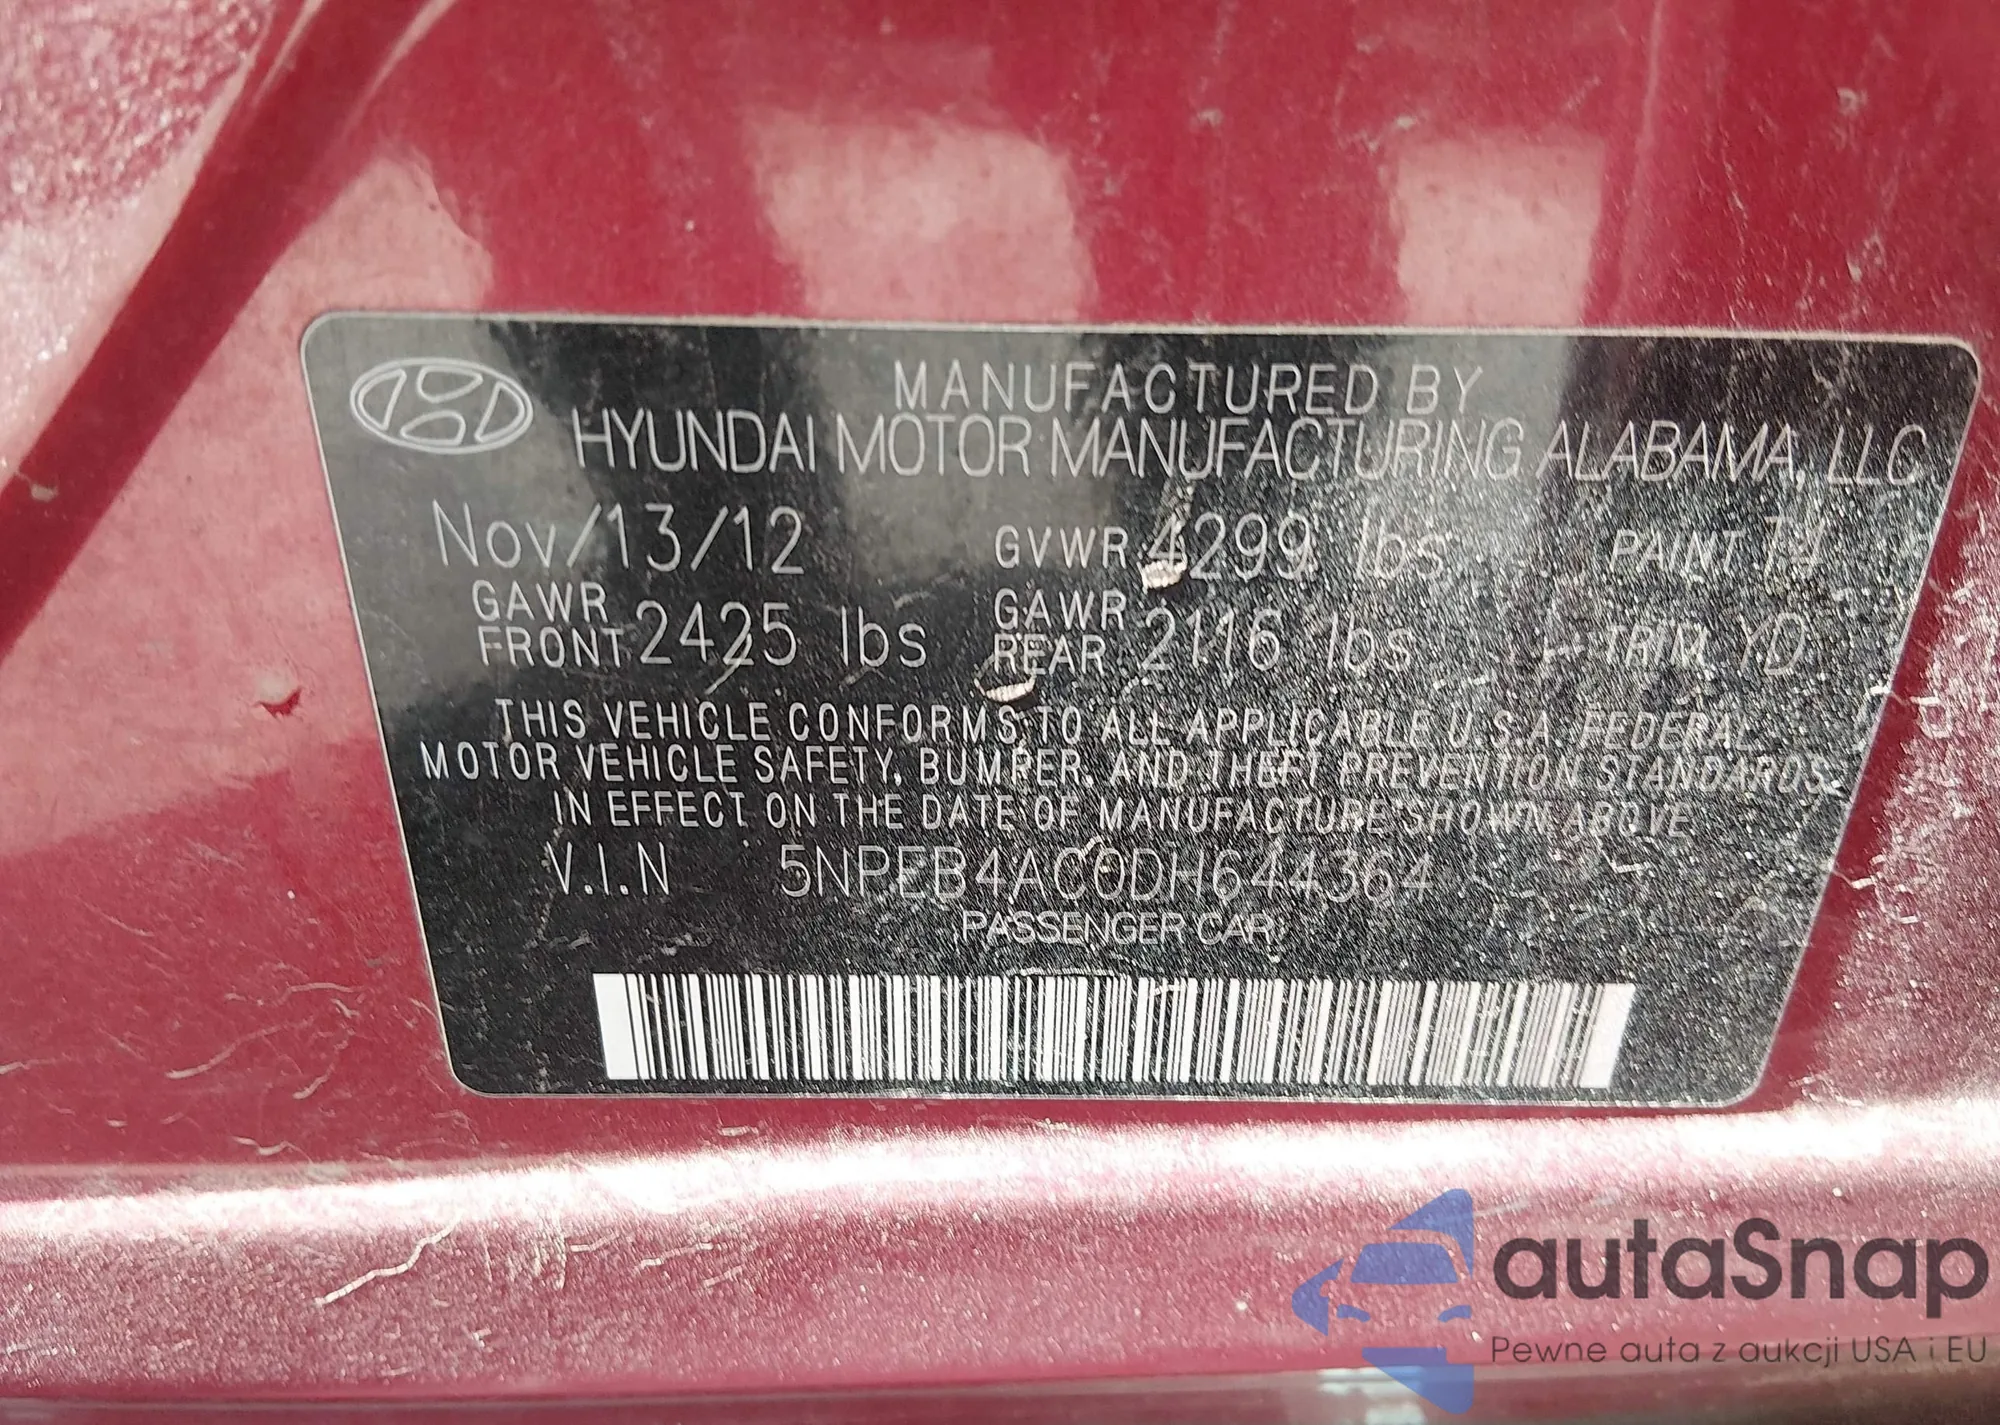 MANUFACTURED BY
HYUNDAI MOTOR MANUFACTURING ALABAMA, LLC
Nov/13/12 GVWR 4299 lbs PAINT
GAWR FRONT 2425 lbs GAWR REAR 2116 lbs TRIM YD
THIS VEHICLE CONFORMS TO ALL APPLICABLE U.S.A. FEDERAL
MOTOR VEHICLE SAFETY, BUMPER, AND THEFT PREVENTION STANDARDS
IN EFFECT ON THE DATE OF MANUFACTURE SHOWN ABOVE
V.I.N 5NPEB4AC0DH644364
PASSENGER CAR
autaSnap
Pewne auta z aukcji USA i EU